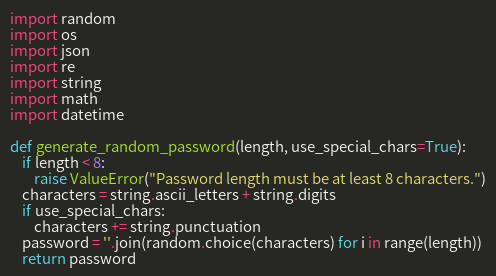 import random
import os
import json
import re
import string
import math
import datetime

def generate_random_password(length, use_special_chars=True):
    if length < 8:
        raise ValueError("Password length must be at least 8 characters.")
    characters = string.ascii_letters + string.digits
    if use_special_chars:
        characters += string.punctuation
    password = ''.join(random.choice(characters) for i in range(length))
    return password